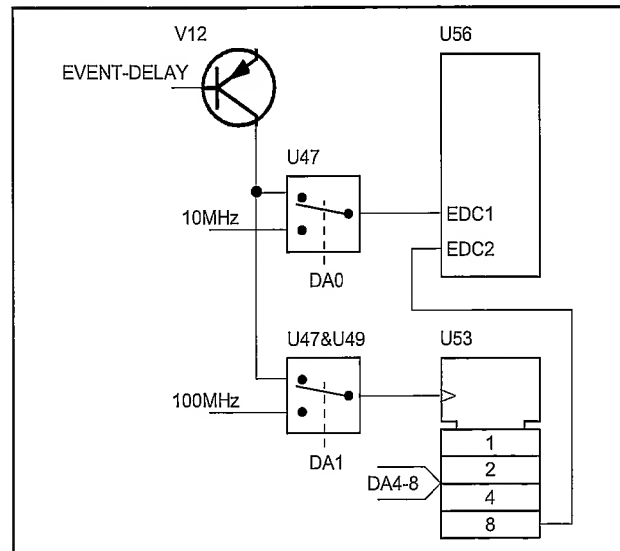 V12
U56
EVENT-DELAY
U47
10MHz
EDC1
EDC2
DA0
U47&U49
U53
100MHz
DA1
1
2
DA4-8
4
8